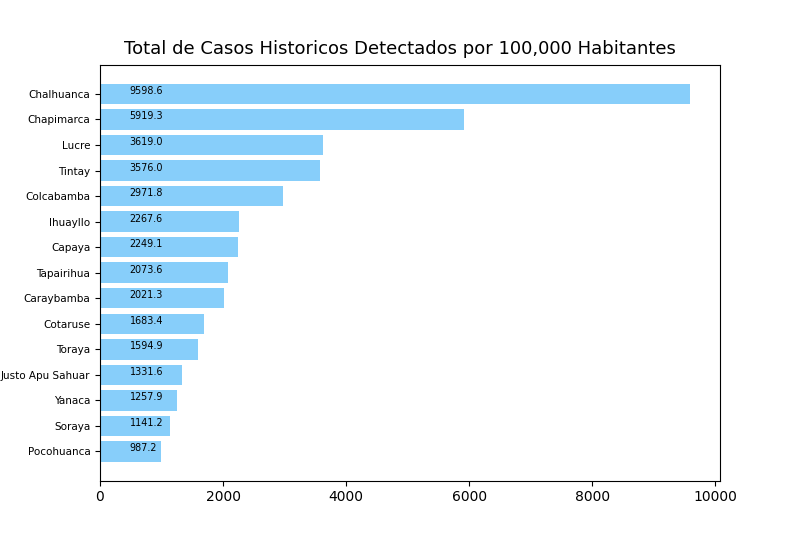 Total de Casos Historicos Detectados por 100,000 Habitantes
Chalhuanca 9598.6
Chapimarca 5919.3
Lucre 3619.0
Tintay 3576.0
Colcabamba 2971.8
Ihuayllo 2267.6
Capaya 2249.1
Tapairihua 2073.6
Caraybamba 2021.3
Cotaruse 1683.4
Toraya 1594.9
Justo Apu Sahuar 1331.6
Yanaca 1257.9
Soraya 1141.2
Pocohuanca 987.2
0 2000 4000 6000 8000 10000